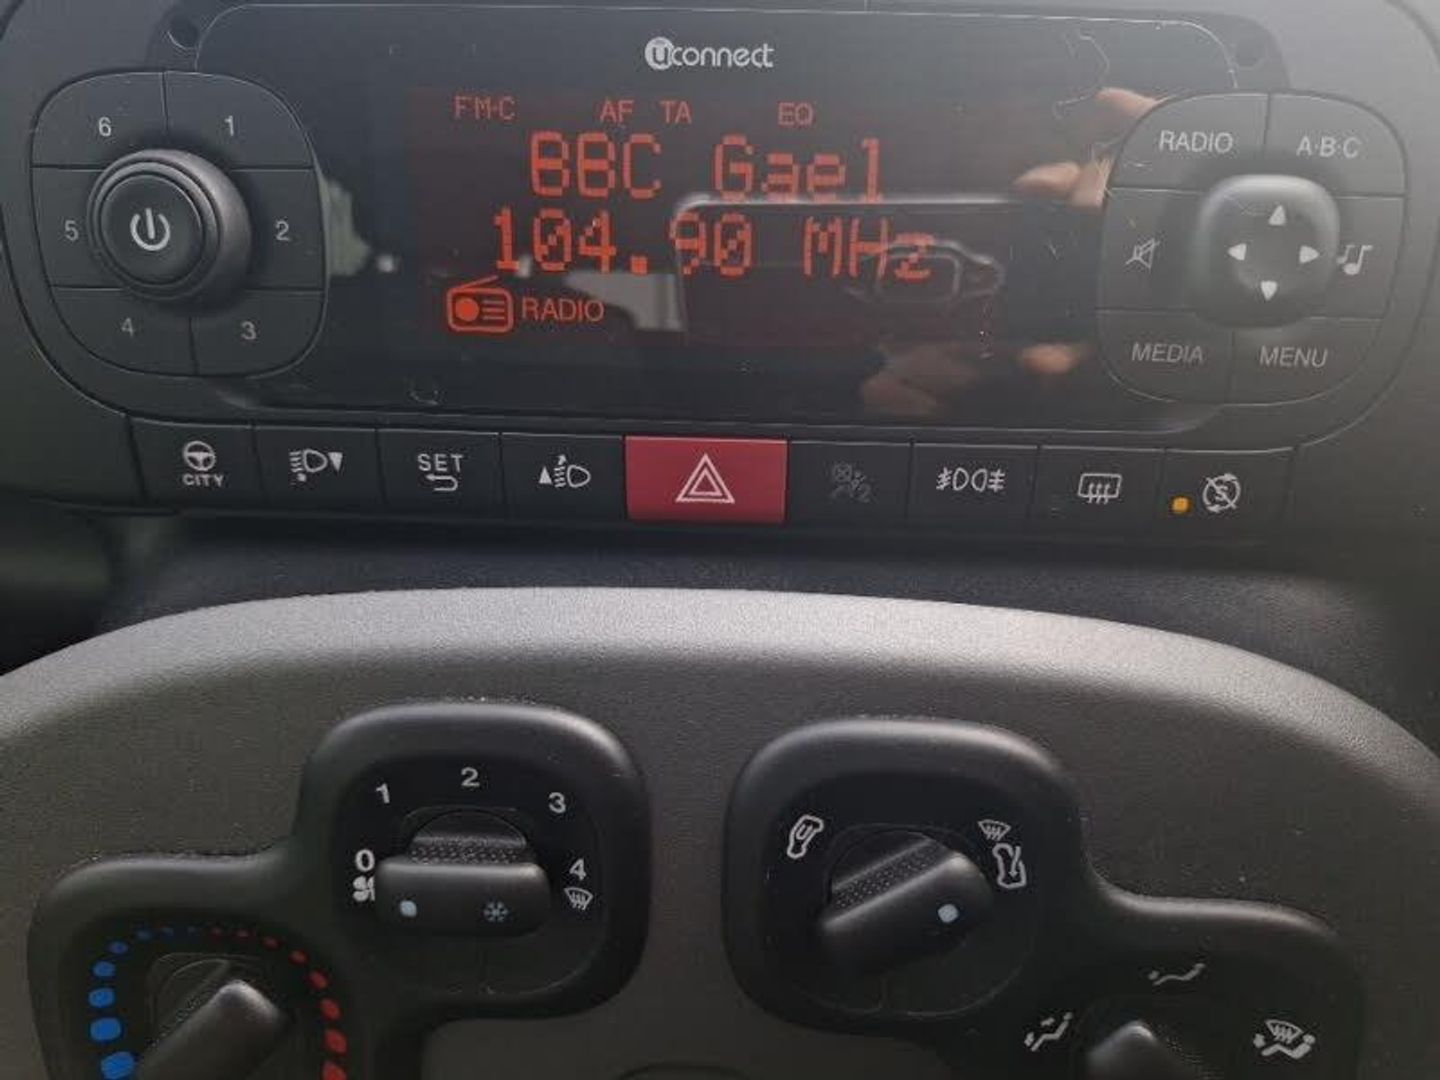 uconnect
FM-C AF TA EQ
BBC Gael
104.90 MHz
RADIO
6 1
5 2
4 3
RADIO A·B·C
MEDIA MENU
CITY
SET
1 2 3
0 4